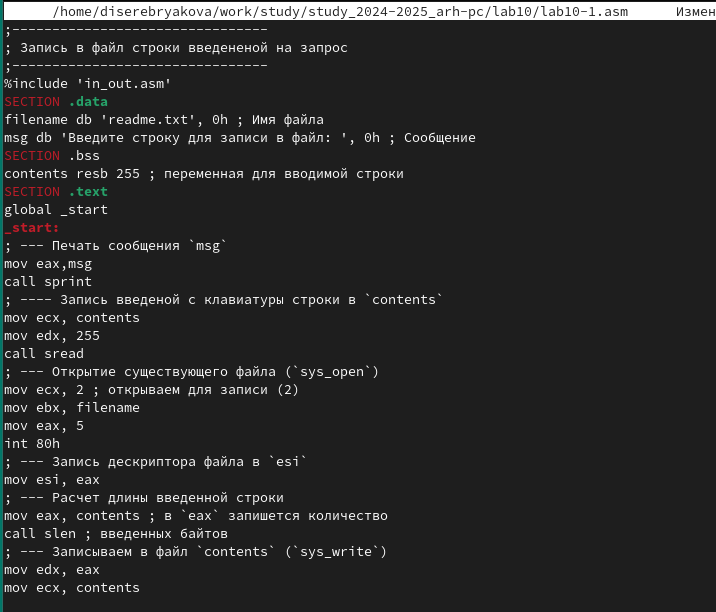 /home/diserebryakova/work/study/study_2024-2025_arh-pc/lab10/lab10-1.asm Измен
;--------------------------------
; Запись в файл строки введененой на запрос
;--------------------------------
%include 'in_out.asm'
SECTION .data
filename db 'readme.txt', 0h ; Имя файла
msg db 'Введите строку для записи в файл: ', 0h ; Сообщение
SECTION .bss
contents resb 255 ; переменная для вводимой строки
SECTION .text
global _start
_start:
; --- Печать сообщения `msg`
mov eax,msg
call sprint
; ---- Запись введеной с клавиатуры строки в `contents`
mov ecx, contents
mov edx, 255
call sread
; --- Открытие существующего файла (`sys_open`)
mov ecx, 2 ; открываем для записи (2)
mov ebx, filename
mov eax, 5
int 80h
; --- Запись дескриптора файла в `esi`
mov esi, eax
; --- Расчет длины введенной строки
mov eax, contents ; в `eax` запишется количество
call slen ; введенных байтов
; --- Записываем в файл `contents` (`sys_write`)
mov edx, eax
mov ecx, contents